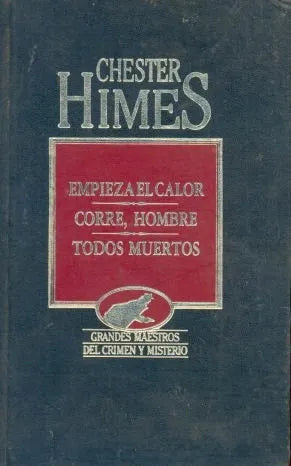 CHESTER
HIMES
EMPIEZA EL CALOR
CORRE, HOMBRE
TODOS MUERTOS
GRANDES MAESTROS
DEL CRIMEN Y MISTERIO